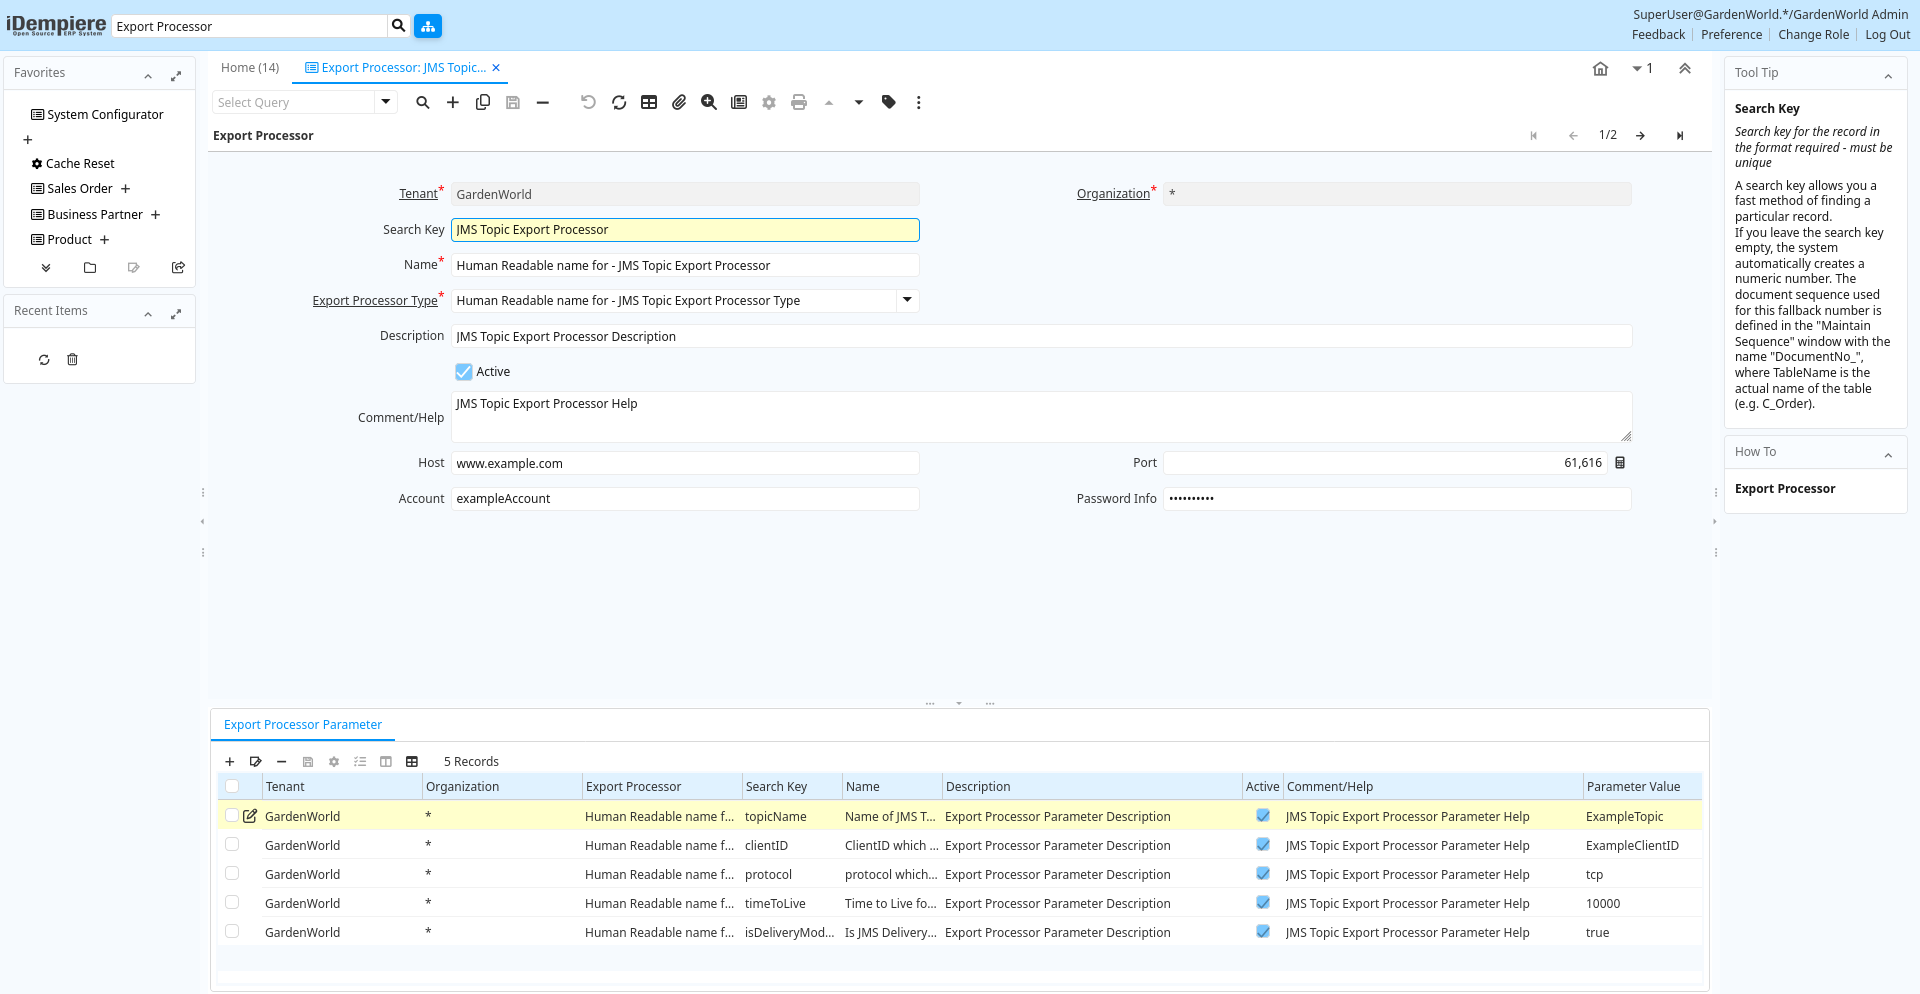 iDempiere
Open Source ERP System
Export Processor
SuperUser@GardenWorld.*/GardenWorld Admin
Feedback Preference Change Role Log Out
Favorites
System Configurator
Cache Reset
Sales Order
Business Partner
Product
Recent Items
Home (14) Export Processor: JMS Topic...
1
Select Query
Export Processor
1/2
Tenant* GardenWorld Organization* *
Search Key JMS Topic Export Processor
Name* Human Readable name for - JMS Topic Export Processor
Export Processor Type* Human Readable name for - JMS Topic Export Processor Type
Description JMS Topic Export Processor Description
Active
Comment/Help JMS Topic Export Processor Help
Host www.example.com Port 61,616
Account exampleAccount Password Info ••••••••••
Export Processor Parameter
5 Records
Tenant Organization Export Processor Search Key Name Description Active Comment/Help Parameter Value
GardenWorld * Human Readable name f... topicName Name of JMS T... Export Processor Parameter Description JMS Topic Export Processor Parameter Help ExampleTopic
GardenWorld * Human Readable name f... clientID ClientID which ... Export Processor Parameter Description JMS Topic Export Processor Parameter Help ExampleClientID
GardenWorld * Human Readable name f... protocol protocol which... Export Processor Parameter Description JMS Topic Export Processor Parameter Help tcp
GardenWorld * Human Readable name f... timeToLive Time to Live fo... Export Processor Parameter Description JMS Topic Export Processor Parameter Help 10000
GardenWorld * Human Readable name f... isDeliveryMod... Is JMS Delivery... Export Processor Parameter Description JMS Topic Export Processor Parameter Help true
Tool Tip
Search Key
Search key for the record in
the format required - must be
unique
A search key allows you a
fast method of finding a
particular record.
If you leave the search key
empty, the system
automatically creates a
numeric number. The
document sequence used
for this fallback number is
defined in the "Maintain
Sequence" window with the
name "DocumentNo_",
where TableName is the
actual name of the table
(e.g. C_Order).
How To
Export Processor